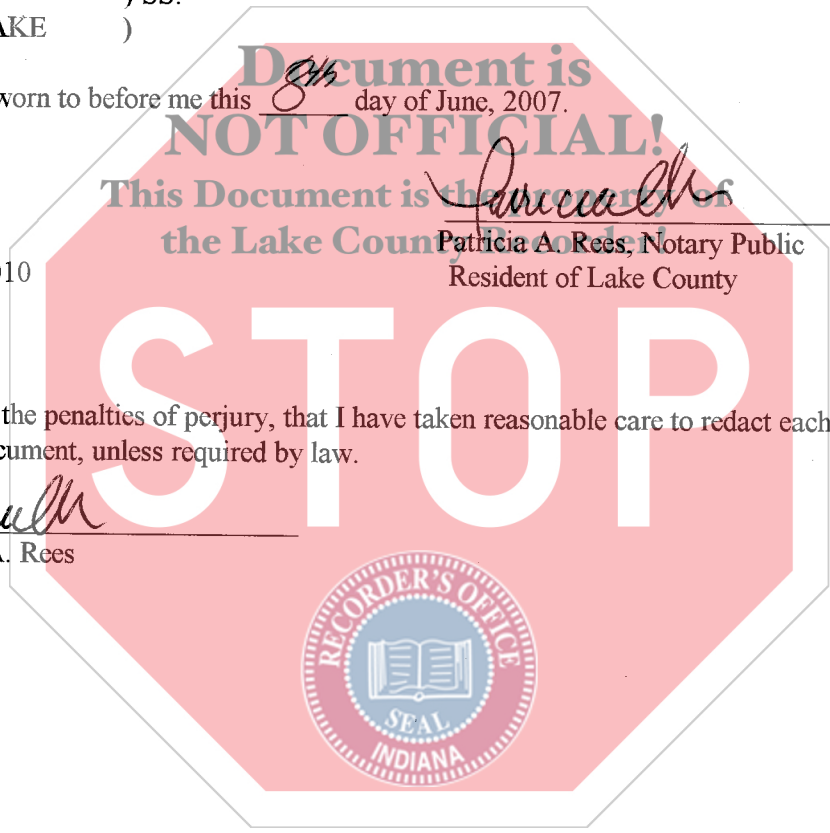 ) SS:
AKE )
Document is
worn to before me this 8th day of June, 2007.
NOT OFFICIAL!
This Document is the property of
the Lake County Recorder!
Patricia A. Rees, Notary Public
010
Resident of Lake County
STOP
the penalties of perjury, that I have taken reasonable care to redact each
cument, unless required by law.
A. Rees
RECORDER'S OFFICE
SEAL
INDIANA